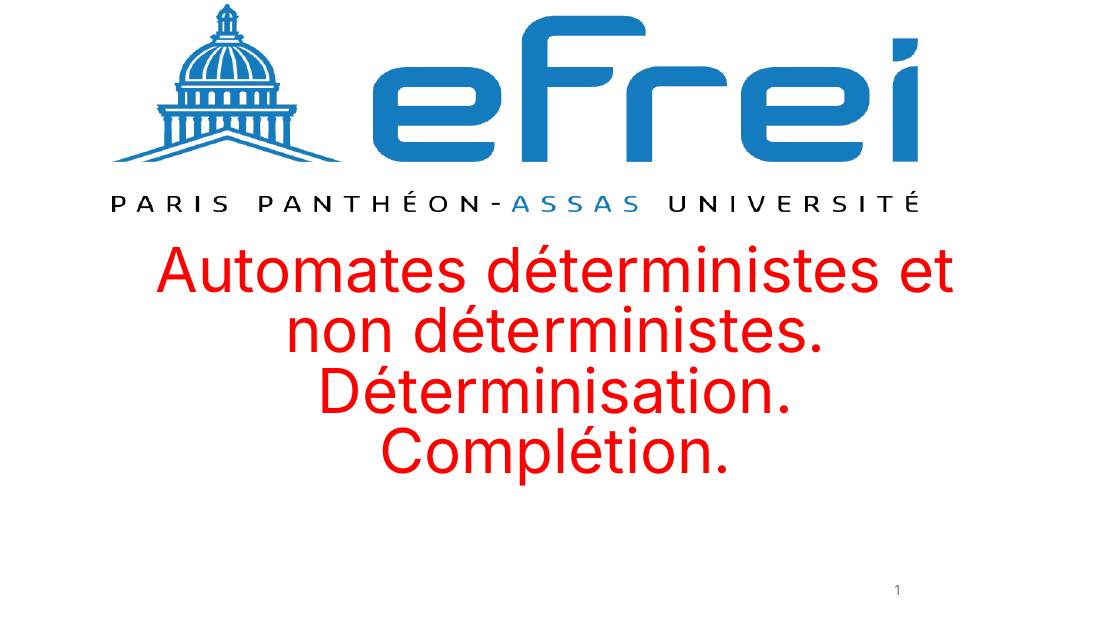 efrei
PARIS PANTHÉON-ASSAS UNIVERSITÉ
Automates déterministes et
non déterministes.
Déterminisation.
Complétion.
1